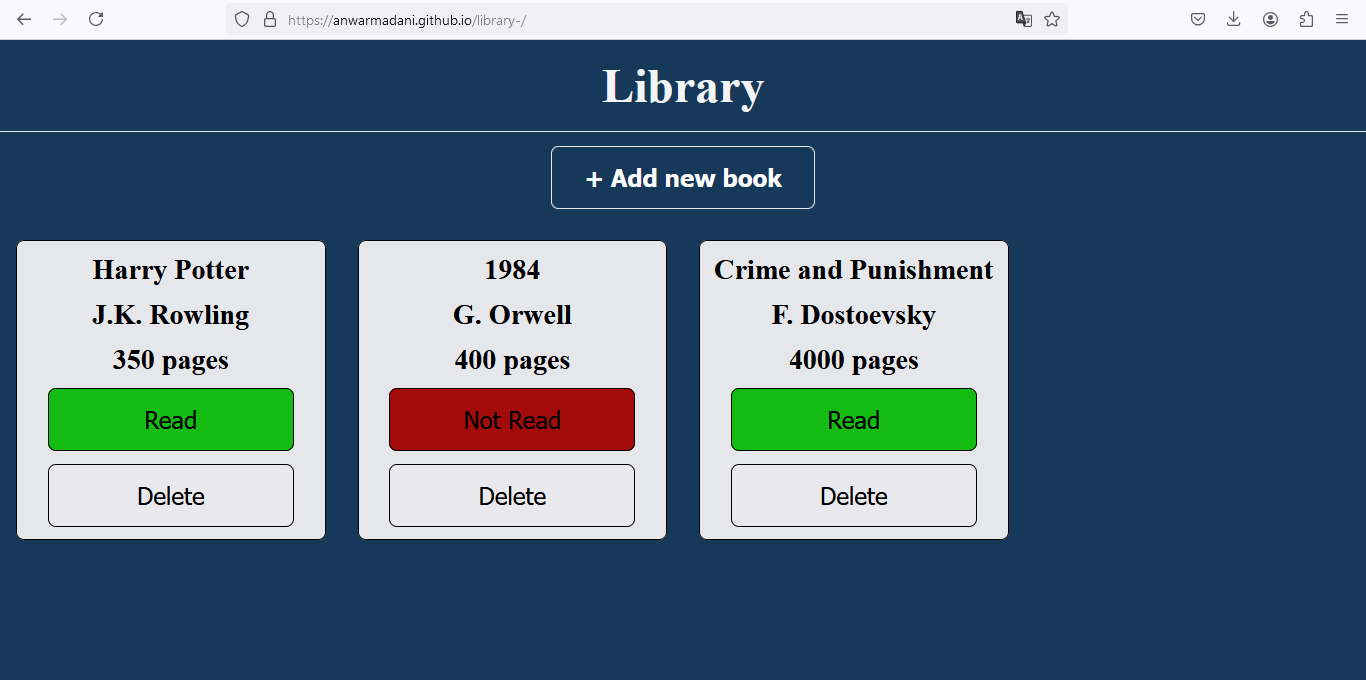 https://anwarmadani.github.io/library-/
Library
+ Add new book
Harry Potter
J.K. Rowling
350 pages
Read
Delete
1984
G. Orwell
400 pages
Not Read
Delete
Crime and Punishment
F. Dostoevsky
4000 pages
Read
Delete